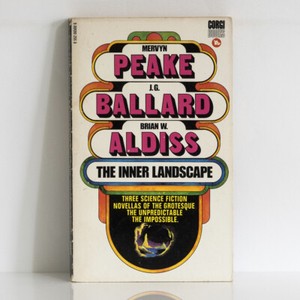 CORGI
MERVYN
PEAKE
J.G.
BALLARD
BRIAN W.
ALDISS
THE INNER LANDSCAPE
THREE SCIENCE FICTION
NOVELLAS OF THE GROTESQUE
THE UNPREDICTABLE
THE IMPOSSIBLE.